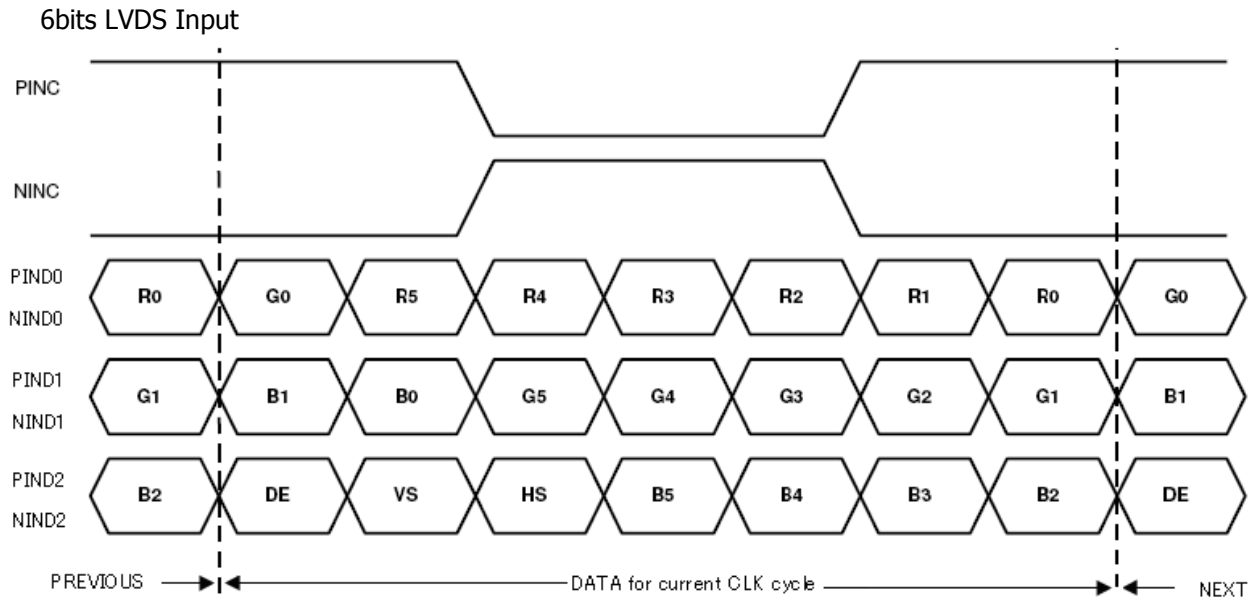 6bits LVDS Input
PINC
NINC
PIND0
R0 G0 R5 R4 R3 R2 R1 R0 G0
NIND0
PIND1
G1 B1 B0 G5 G4 G3 G2 G1 B1
NIND1
PIND2
B2 DE VS HS B5 B4 B3 B2 DE
NIND2
PREVIOUS DATA for current CLK cycle NEXT